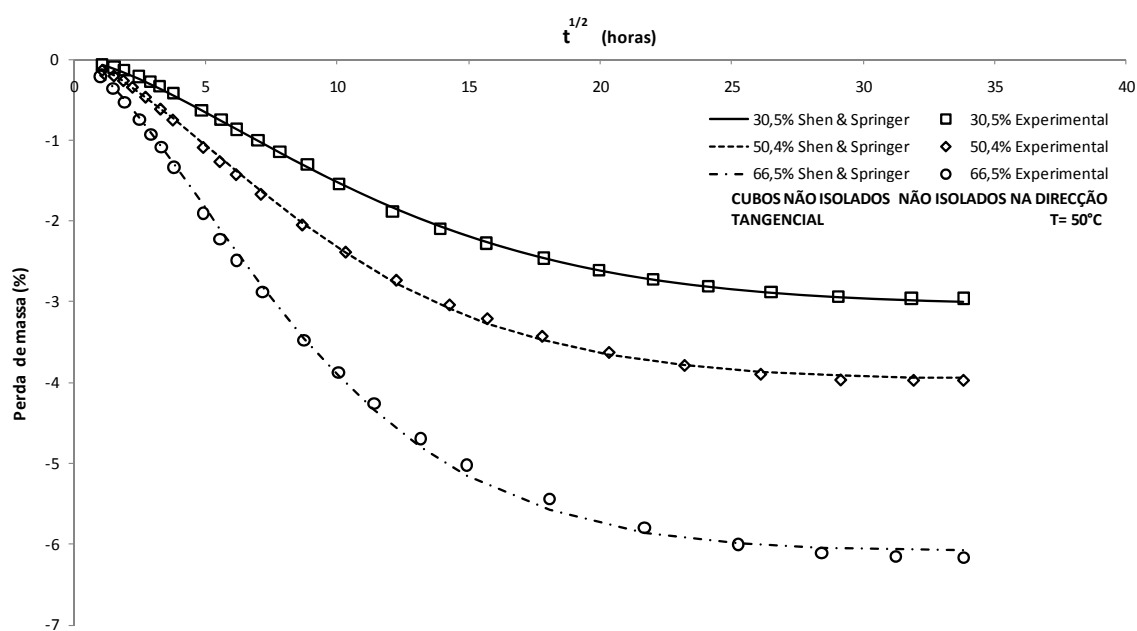 t^1/2 (horas)
0
0 5 10 15 20 25 30 35 40
30,5% Shen & Springer 30,5% Experimental
-1
50,4% Shen & Springer 50,4% Experimental
66,5% Shen & Springer 66,5% Experimental
CUBOS NÃO ISOLADOS NÃO ISOLADOS NA DIRECÇÃO
TANGENCIAL T= 50°C
-2
-3
-4
-5
-6
-7
Perda de massa (%)